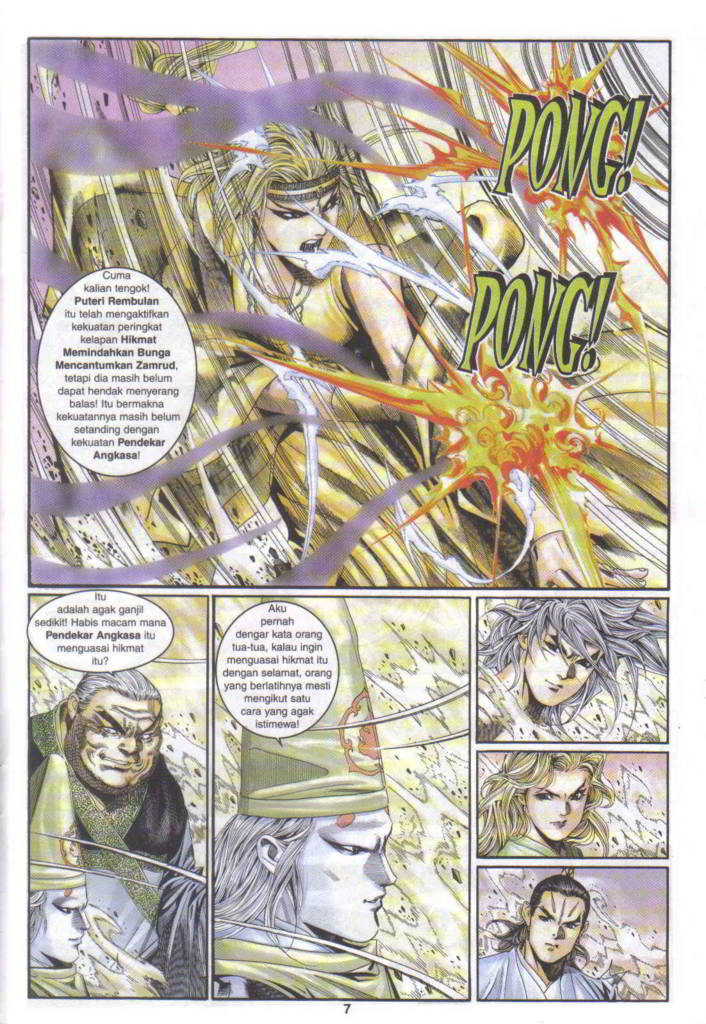 PONG!
PONG!
Cuma
kalian tengok!
Puteri Rembulan
itu telah mengaktifkan
kekuatan peringkat
kelapan Hikmat
Memindahkan Bunga
Mencantumkan Zamrud,
tetapi dia masih belum
dapat hendak menyerang
balas! Itu bermakna
kekuatannya masih belum
setanding dengan
kekuatan Pendekar
Angkasa!
Itu
adalah agak ganjil
sedikit! Habis macam mana
Pendekar Angkasa itu
menguasai hikmat
itu?
Aku
pernah
dengar kata orang
tua-tua, kalau ingin
menguasai hikmat itu
dengan selamat, orang
yang berlatihnya mesti
mengikut satu
cara yang agak
istimewa!
7